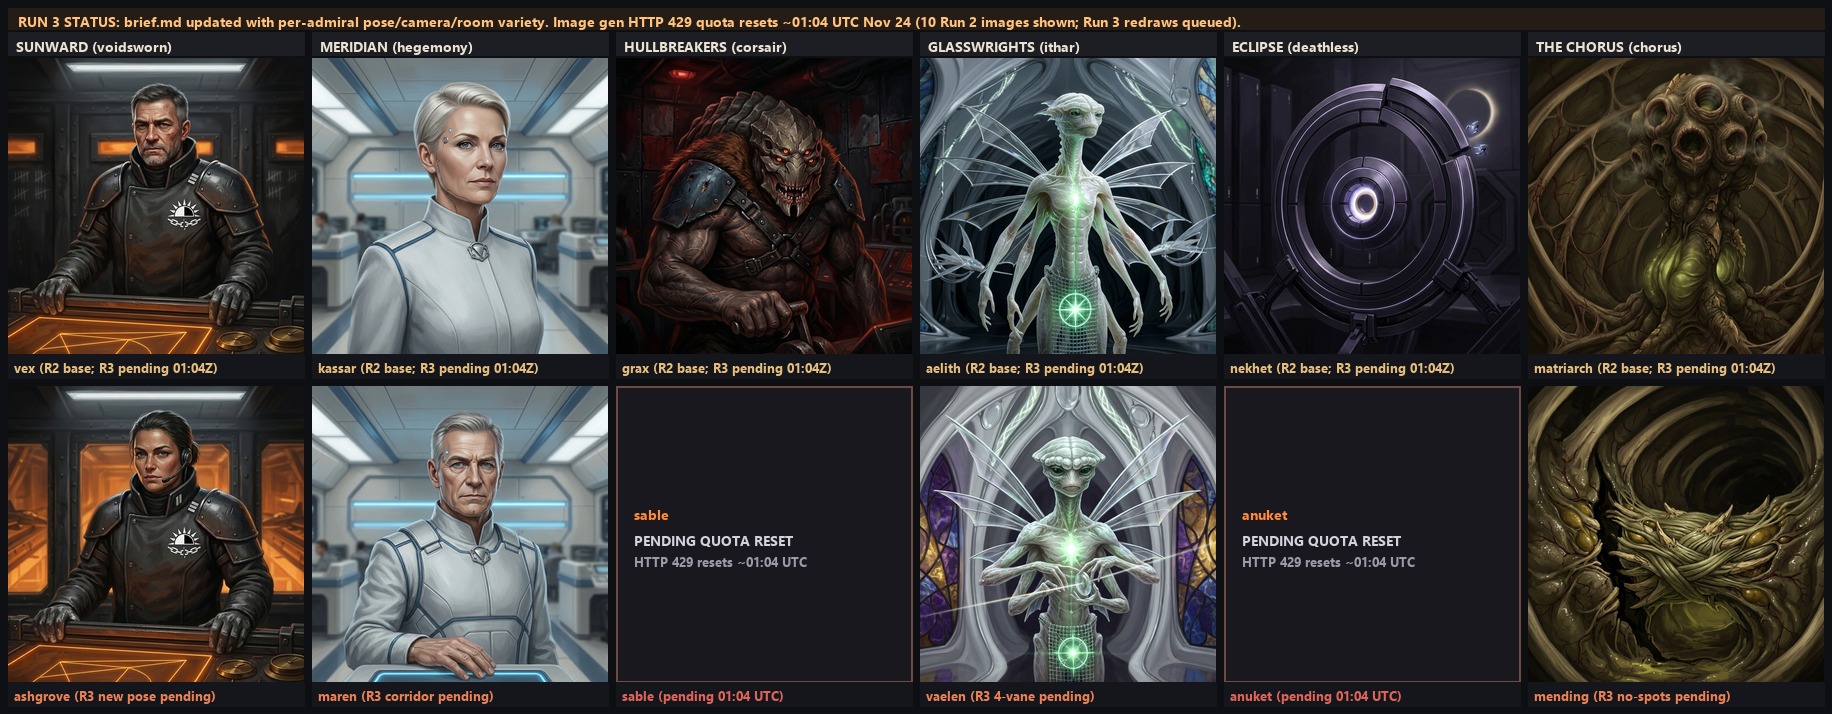 RUN 3 STATUS: brief.md updated with per-admiral pose/camera/room variety. Image gen HTTP 429 quota resets ~01:04 UTC Nov 24 (10 Run 2 images shown; Run 3 redraws queued).
SUNWARD (voidsworn)
MERIDIAN (hegemony)
HULLBREAKERS (corsair)
GLASSWRIGHTS (ithar)
ECLIPSE (deathless)
THE CHORUS (chorus)
vex (R2 base; R3 pending 01:04Z)
kassar (R2 base; R3 pending 01:04Z)
grax (R2 base; R3 pending 01:04Z)
aelith (R2 base; R3 pending 01:04Z)
nekhet (R2 base; R3 pending 01:04Z)
matriarch (R2 base; R3 pending 01:04Z)
sable
PENDING QUOTA RESET
HTTP 429 resets ~01:04 UTC
anuket
PENDING QUOTA RESET
HTTP 429 resets ~01:04 UTC
ashgrove (R3 new pose pending)
maren (R3 corridor pending)
sable (pending 01:04 UTC)
vaelen (R3 4-vane pending)
anuket (pending 01:04 UTC)
mending (R3 no-spots pending)